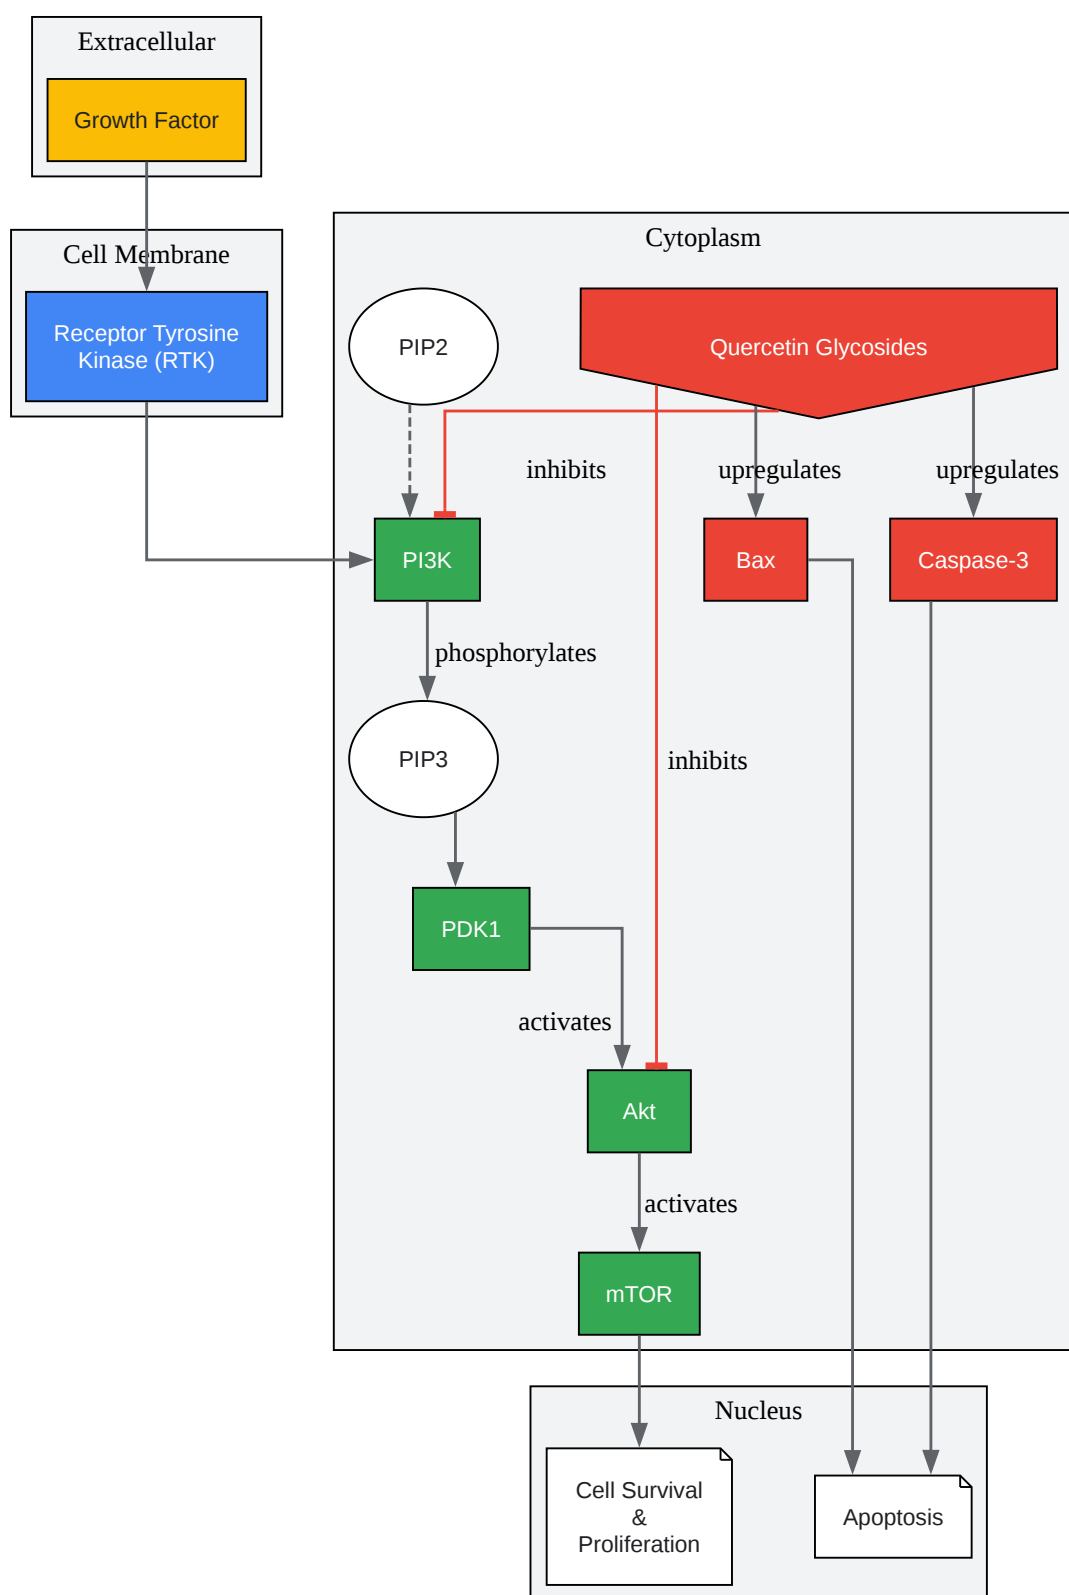 Extracellular
Growth Factor
Cell Membrane
Receptor Tyrosine
Kinase (RTK)
Cytoplasm
PIP2
Quercetin Glycosides
inhibits
upregulates
upregulates
PI3K
Bax
Caspase-3
phosphorylates
PIP3
inhibits
PDK1
activates
Akt
activates
mTOR
Nucleus
Cell Survival
&
Proliferation
Apoptosis